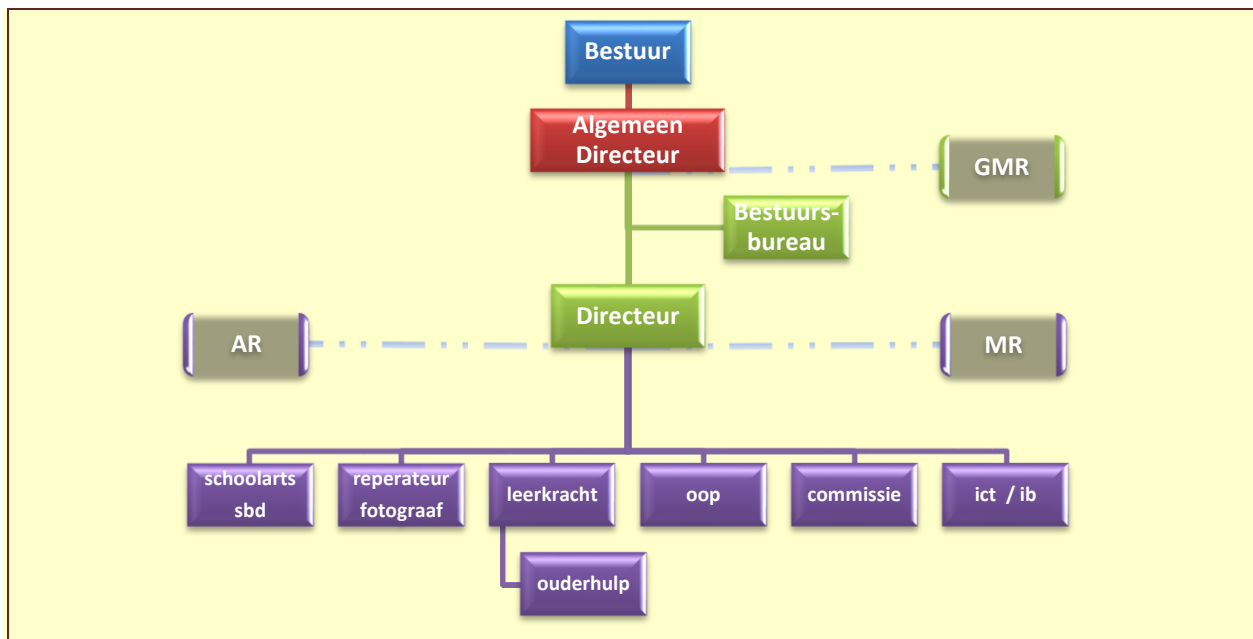 Bestuur
Algemeen
Directeur
GMR
Bestuurs-
bureau
Directeur
AR
MR
schoolarts
sbd
reperateur
fotograaf
leerkracht
oop
commissie
ict / ib
ouderhulp